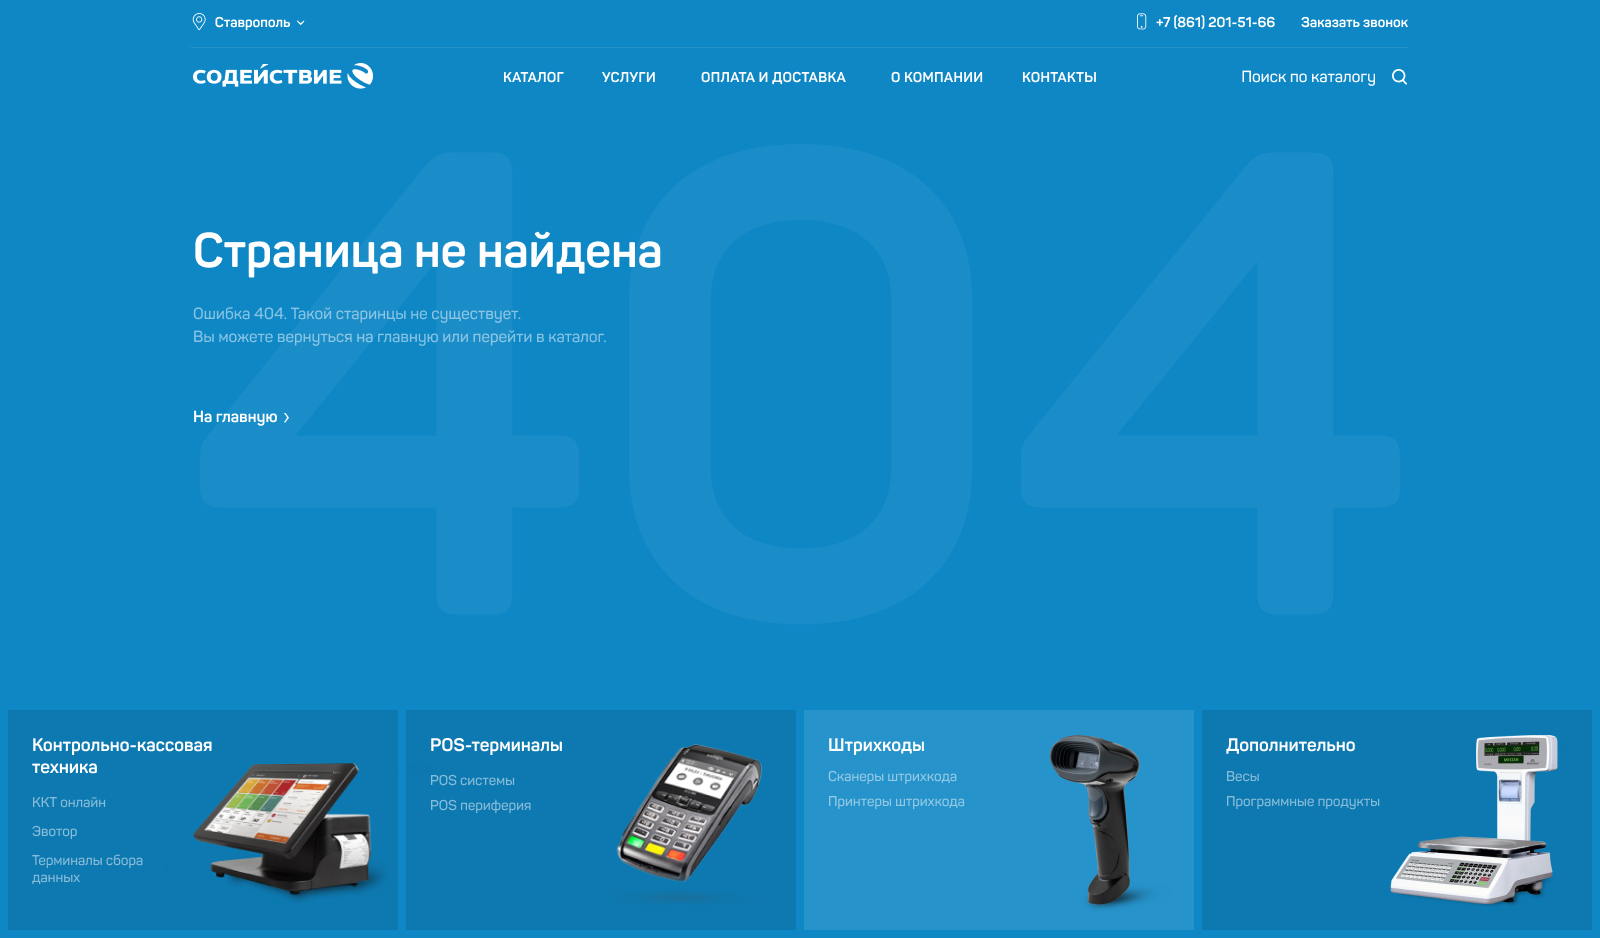 Ставрополь
+7 (861) 201-51-66 Заказать звонок
СОДЕЙСТВИЕ
КАТАЛОГ УСЛУГИ ОПЛАТА И ДОСТАВКА О КОМПАНИИ КОНТАКТЫ
Поиск по каталогу
404
Страница не найдена
Ошибка 404. Такой старинцы не существует.
Вы можете вернуться на главную или перейти в каталог.
На главную
Контрольно-кассовая
техника
ККТ онлайн
Эвотор
Терминалы сбора
данных
POS-терминалы
POS системы
POS периферия
Штрихкоды
Сканеры штрихкода
Принтеры штрихкода
Дополнительно
Весы
Программные продукты